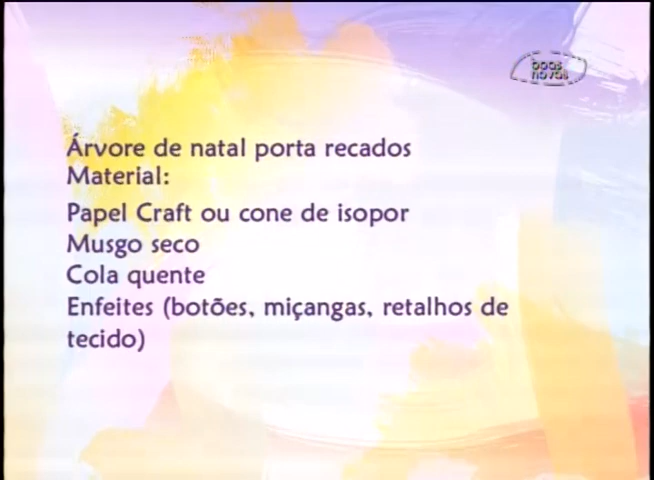 boas
novas
Árvore de natal porta recados
Material:
Papel Craft ou cone de isopor
Musgo seco
Cola quente
Enfeites (botões, miçangas, retalhos de
tecido)